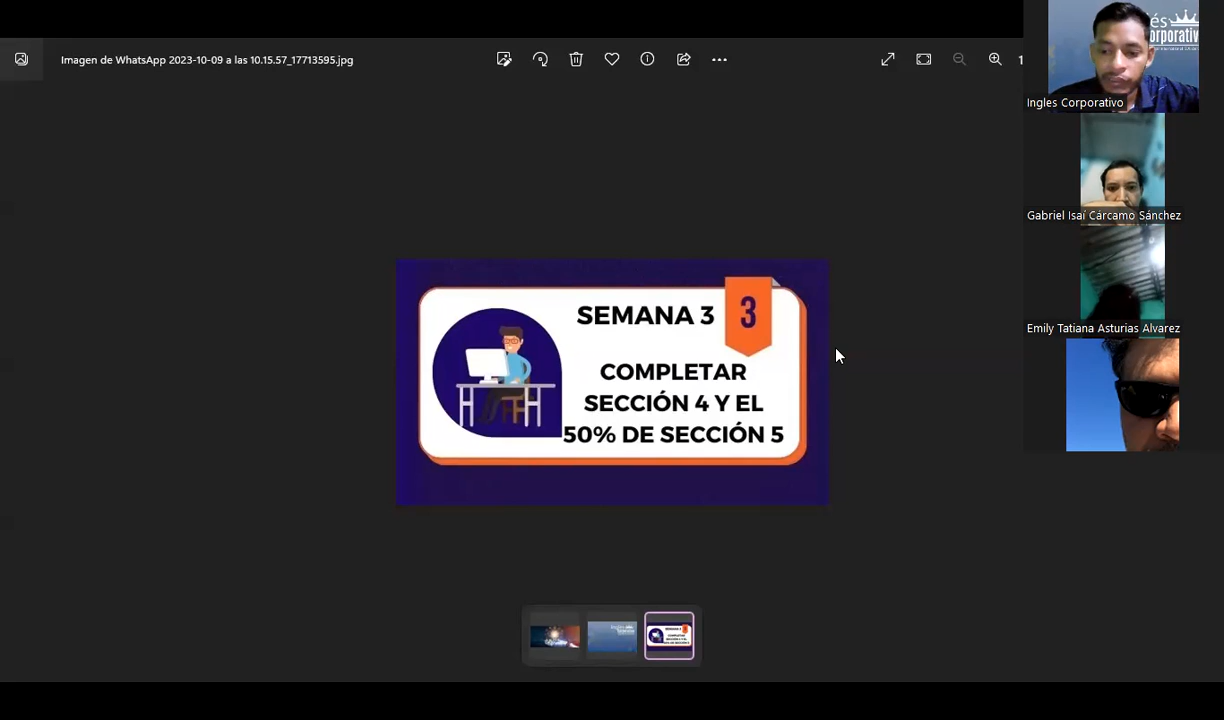 Imagen de WhatsApp 2023-10-09 a las 10.15.57_17713595.jpg
1
Ingles Corporativo
Gabriel Isaí Cárcamo Sánchez
Emily Tatiana Asturias Alvarez
SEMANA 3
3
COMPLETAR
SECCIÓN 4 Y EL
50% DE SECCIÓN 5